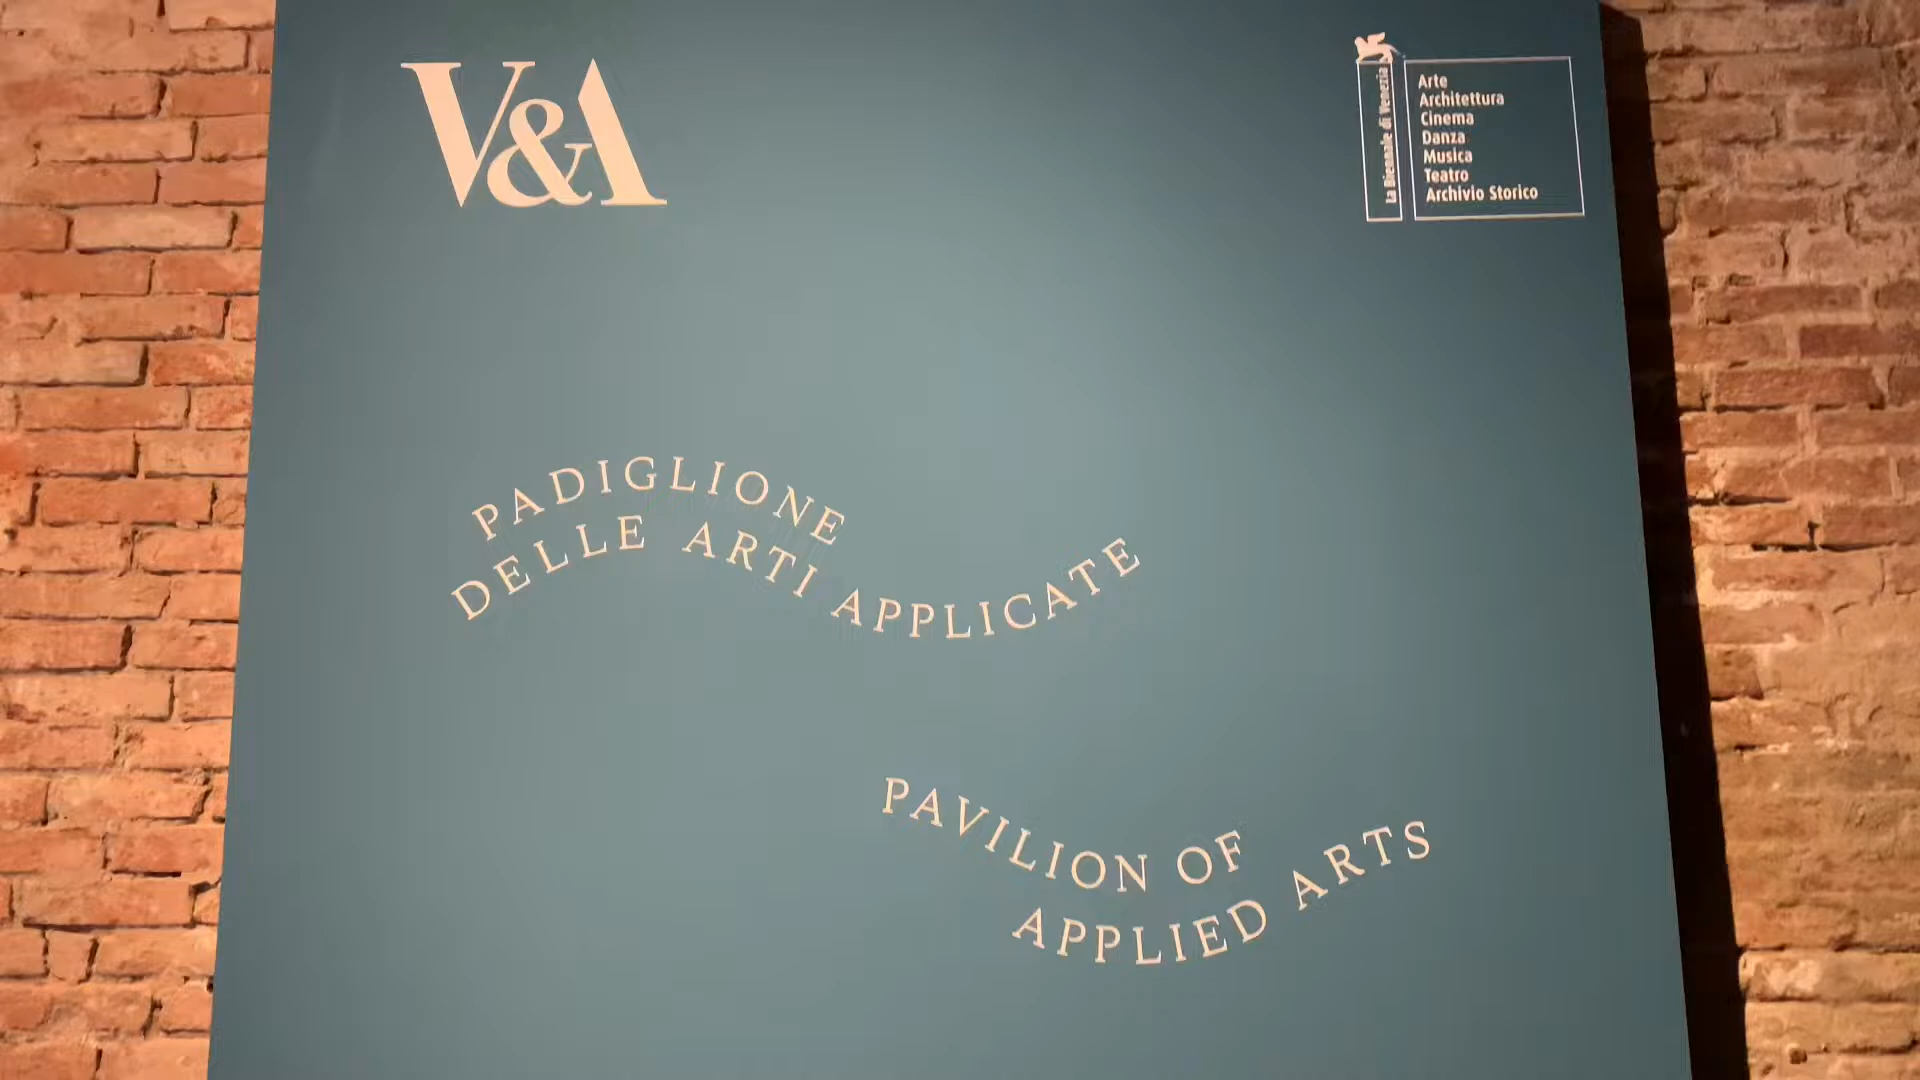 V&A
La Biennale di Venezia
Arte
Architettura
Cinema
Danza
Musica
Teatro
Archivio Storico
PADIGLIONE
DELLE ARTI APPLICATE
PAVILION OF
APPLIED ARTS